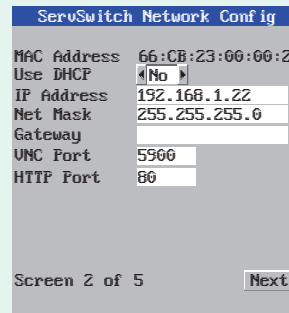 ServSwitch Network Config
MAC Address 66:CB:23:00:00:2
Use DHCP No
IP Address 192.168.1.22
Net Mask 255.255.255.0
Gateway
VNC Port 5900
HTTP Port 80
Screen 2 of 5 Next